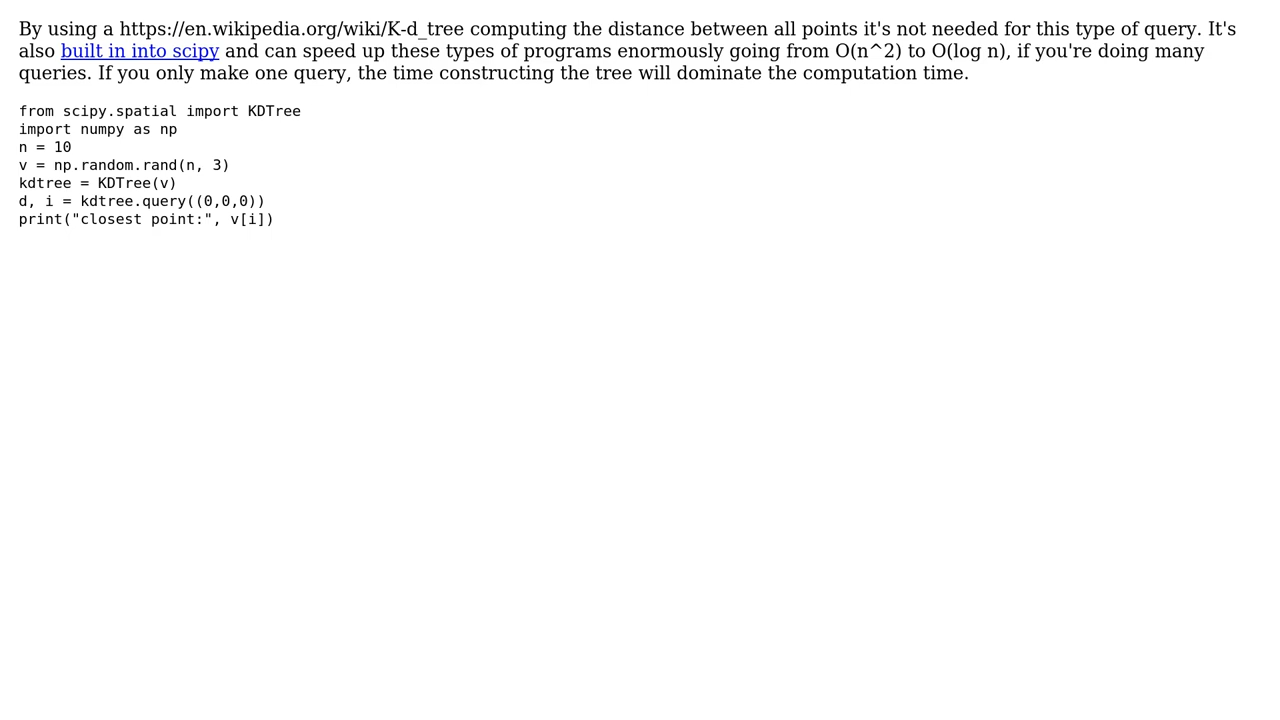 By using a https://en.wikipedia.org/wiki/K-d_tree computing the distance between all points it's not needed for this type of query. It's
also built in into scipy and can speed up these types of programs enormously going from O(n^2) to O(log n), if you're doing many
queries. If you only make one query, the time constructing the tree will dominate the computation time.
from scipy.spatial import KDTree
import numpy as np
n = 10
v = np.random.rand(n, 3)
kdtree = KDTree(v)
d, i = kdtree.query((0,0,0))
print("closest point:", v[i])